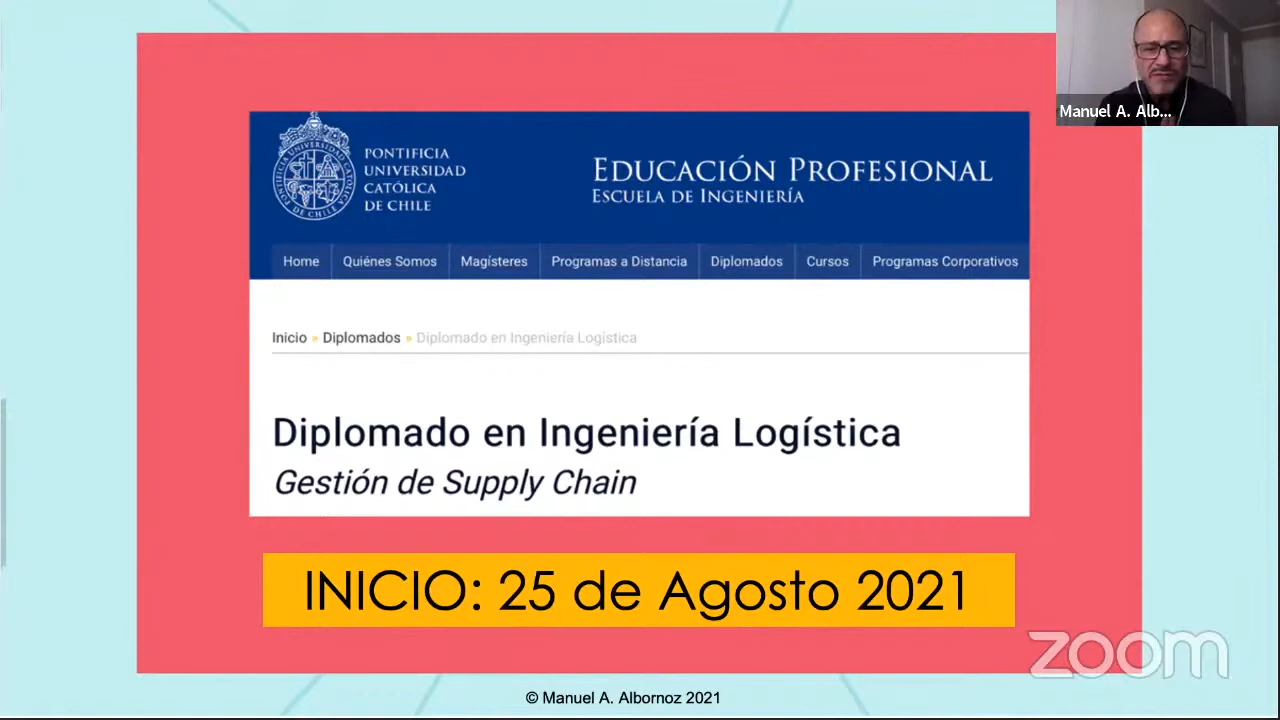 Manuel A. Alb...
PONTIFICIA
UNIVERSIDAD
CATÓLICA
DE CHILE
EDUCACIÓN PROFESIONAL
ESCUELA DE INGENIERÍA
Home
Quiénes Somos
Magísteres
Programas a Distancia
Diplomados
Cursos
Programas Corporativos
Inicio » Diplomados » Diplomado en Ingeniería Logística
Diplomado en Ingeniería Logística
Gestión de Supply Chain
INICIO: 25 de Agosto 2021
zoom
© Manuel A. Albornoz 2021